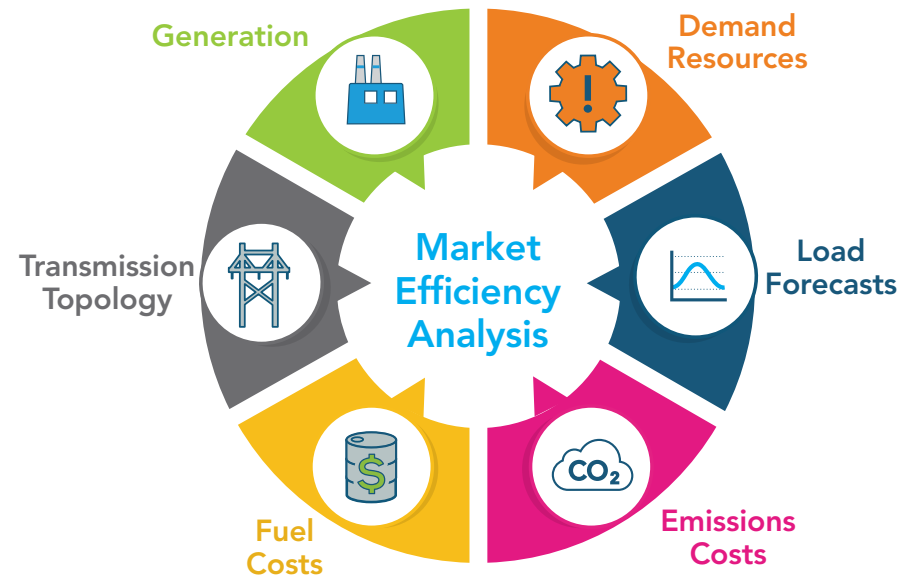 Generation
Demand
Resources
Transmission
Topology
Market
Efficiency
Analysis
Load
Forecasts
$
Fuel
Costs
CO₂
Emissions
Costs